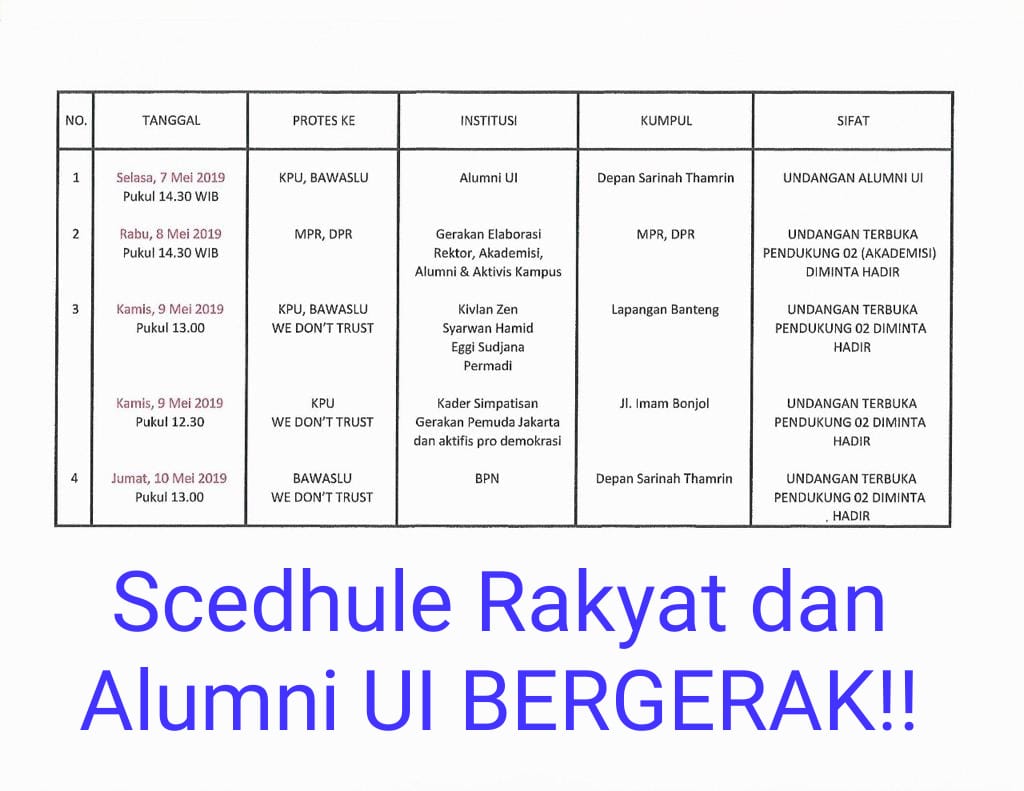 NO. TANGGAL PROTES KE INSTITUSI KUMPUL SIFAT
1 Selasa, 7 Mei 2019 KPU, BAWASLU Alumni UI Depan Sarinah Thamrin UNDANGAN ALUMNI UI
Pukul 14.30 WIB
2 Rabu, 8 Mei 2019 MPR, DPR Gerakan Elaborasi MPR, DPR UNDANGAN TERBUKA
Pukul 14.30 WIB Rektor, Akademisi, PENDUKUNG 02 (AKADEMISI)
Alumni & Aktivis Kampus DIMINTA HADIR
3 Kamis, 9 Mei 2019 KPU, BAWASLU Kivlan Zen Lapangan Banteng UNDANGAN TERBUKA
Pukul 13.00 WE DON'T TRUST Syarwan Hamid PENDUKUNG 02 DIMINTA
Eggi Sudjana HADIR
Permadi
Kamis, 9 Mei 2019 KPU Kader Simpatisan Jl. Imam Bonjol UNDANGAN TERBUKA
Pukul 12.30 WE DON'T TRUST Gerakan Pemuda Jakarta PENDUKUNG 02 DIMINTA
dan aktifis pro demokrasi HADIR
4 Jumat, 10 Mei 2019 BAWASLU BPN Depan Sarinah Thamrin UNDANGAN TERBUKA
Pukul 13.00 WE DON'T TRUST PENDUKUNG 02 DIMINTA
HADIR
Scedhule Rakyat dan
Alumni UI BERGERAK!!